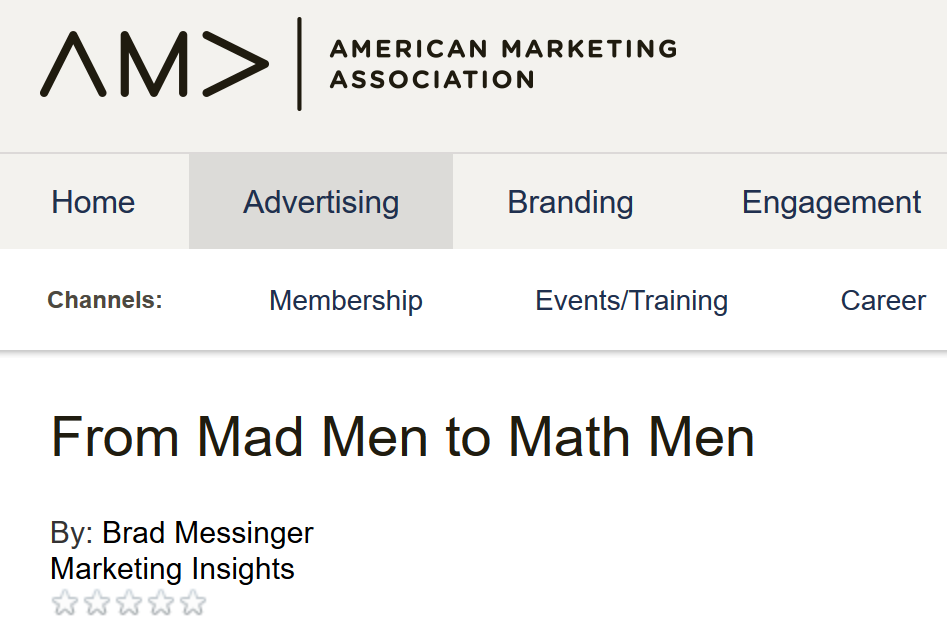 AMA
AMERICAN MARKETING
ASSOCIATION
Home Advertising Branding Engagement
Channels: Membership Events/Training Career
From Mad Men to Math Men
By: Brad Messinger
Marketing Insights